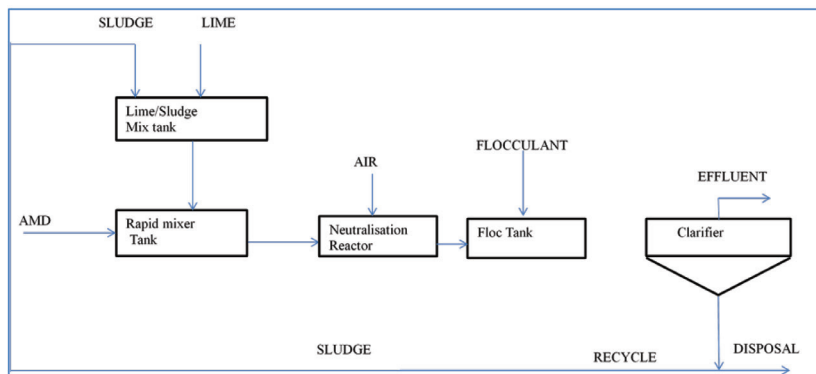 SLUDGE
LIME
Lime/Sludge
Mix tank
AIR
FLOCCULANT
EFFLUENT
AMD
Rapid mixer
Tank
Neutralisation
Reactor
Floc Tank
Clarifier
SLUDGE
RECYCLE
DISPOSAL